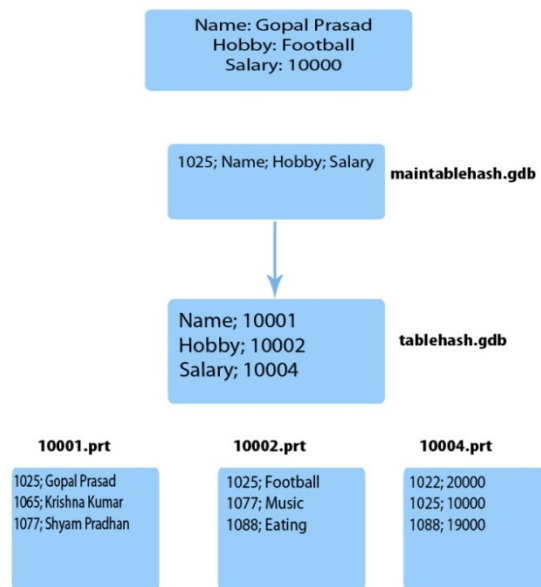 Name: Gopal Prasad
Hobby: Football
Salary: 10000
1025; Name; Hobby; Salary
maintablehash.gdb
Name; 10001
Hobby; 10002
Salary; 10004
tablehash.gdb
10001.prt
1025; Gopal Prasad
1065; Krishna Kumar
1077; Shyam Pradhan
10002.prt
1025; Football
1077; Music
1088; Eating
10004.prt
1022; 20000
1025; 10000
1088; 19000